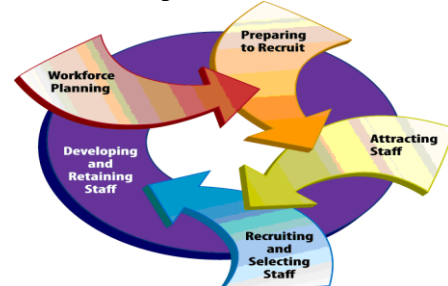 Preparing
to Recruit
Workforce
Planning
Attracting
Staff
Developing
and
Retaining
Staff
Recruiting
and
Selecting
Staff